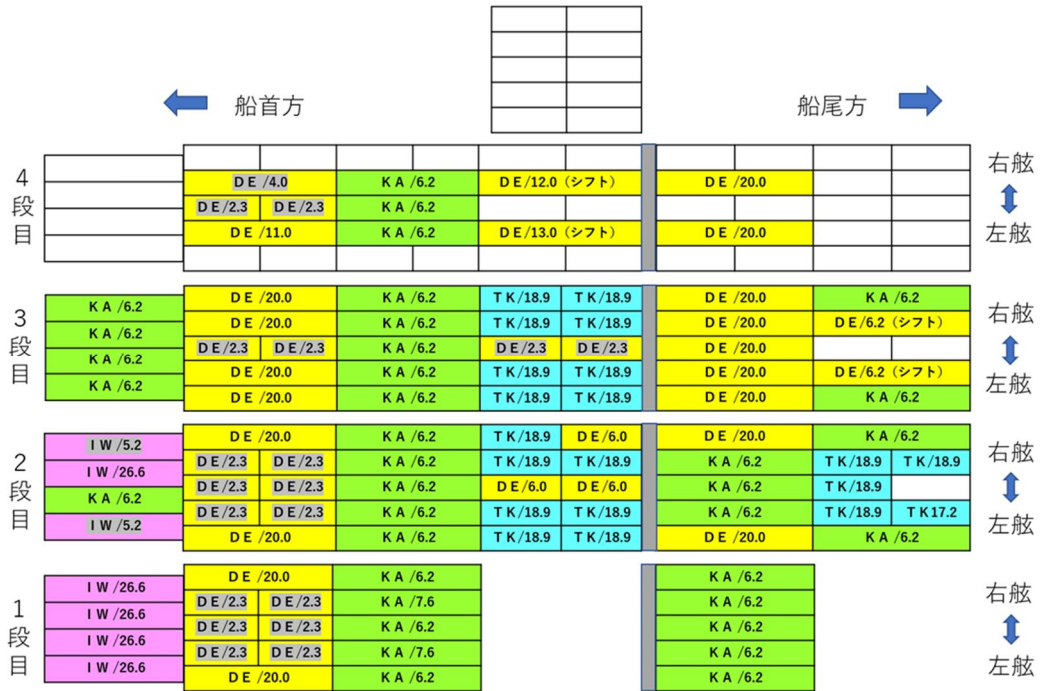 船首方 船尾方
4段目
右舷
左舷
DE/4.0 KA/6.2 DE/12.0（シフト） DE/20.0
DE/2.3 DE/2.3 KA/6.2
DE/11.0 KA/6.2 DE/13.0（シフト） DE/20.0
3段目
右舷
左舷
KA/6.2
KA/6.2
KA/6.2
KA/6.2
DE/20.0 KA/6.2 TK/18.9 TK/18.9 DE/20.0 KA/6.2
DE/20.0 KA/6.2 TK/18.9 TK/18.9 DE/20.0 DE/6.2（シフト）
DE/2.3 DE/2.3 KA/6.2 DE/2.3 DE/2.3 DE/20.0
DE/20.0 KA/6.2 TK/18.9 TK/18.9 DE/20.0 DE/6.2（シフト）
DE/20.0 KA/6.2 TK/18.9 TK/18.9 DE/20.0 KA/6.2
2段目
右舷
左舷
IW/5.2
IW/26.6
KA/6.2
IW/5.2
DE/20.0 KA/6.2 TK/18.9 DE/6.0 DE/20.0 KA/6.2
DE/2.3 DE/2.3 KA/6.2 TK/18.9 TK/18.9 KA/6.2 TK/18.9 TK/18.9
DE/2.3 DE/2.3 KA/6.2 DE/6.0 DE/6.0 KA/6.2 TK/18.9
DE/2.3 DE/2.3 KA/6.2 TK/18.9 TK/18.9 KA/6.2 TK/18.9 TK17.2
DE/20.0 KA/6.2 TK/18.9 TK/18.9 DE/20.0 KA/6.2
1段目
右舷
左舷
IW/26.6
IW/26.6
IW/26.6
IW/26.6
DE/20.0 KA/6.2 KA/6.2
DE/2.3 DE/2.3 KA/7.6 KA/6.2
DE/2.3 DE/2.3 KA/6.2 KA/6.2
DE/2.3 DE/2.3 KA/7.6 KA/6.2
DE/20.0 KA/6.2 KA/6.2